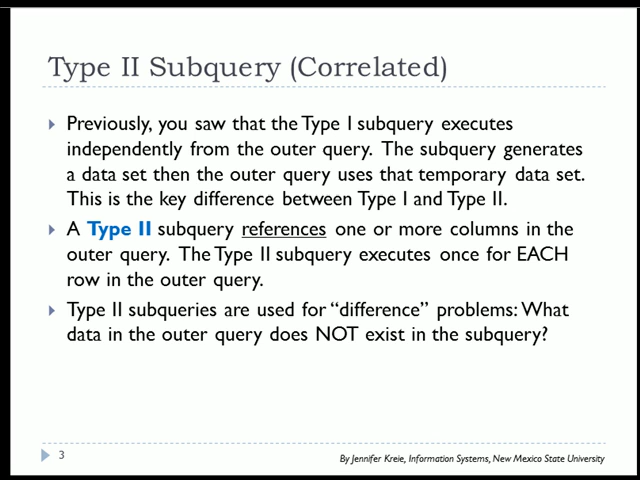 Type II Subquery (Correlated)
Previously, you saw that the Type I subquery executes
independently from the outer query. The subquery generates
a data set then the outer query uses that temporary data set.
This is the key difference between Type I and Type II.
A Type II subquery references one or more columns in the
outer query. The Type II subquery executes once for EACH
row in the outer query.
Type II subqueries are used for “difference” problems: What
data in the outer query does NOT exist in the subquery?
3
By Jennifer Kreie, Information Systems, New Mexico State University